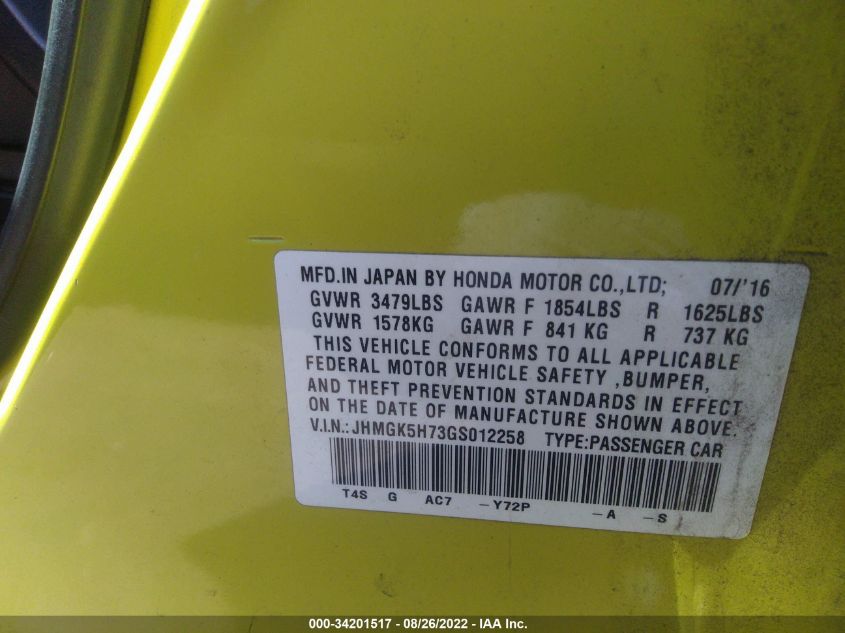 MFD.IN JAPAN BY HONDA MOTOR CO.,LTD; 07/'16
GVWR 3479LBS GAWR F 1854LBS R 1625LBS
GVWR 1578KG GAWR F 841 KG R 737 KG
THIS VEHICLE CONFORMS TO ALL APPLICABLE
FEDERAL MOTOR VEHICLE SAFETY ,BUMPER,
AND THEFT PREVENTION STANDARDS IN EFFECT
ON THE DATE OF MANUFACTURE SHOWN ABOVE.
V.I.N.:JHMGK5H73GS012258 TYPE:PASSENGER CAR
T4S G AC7 -Y72P -A -S
000-34201517 - 08/26/2022 - IAA Inc.